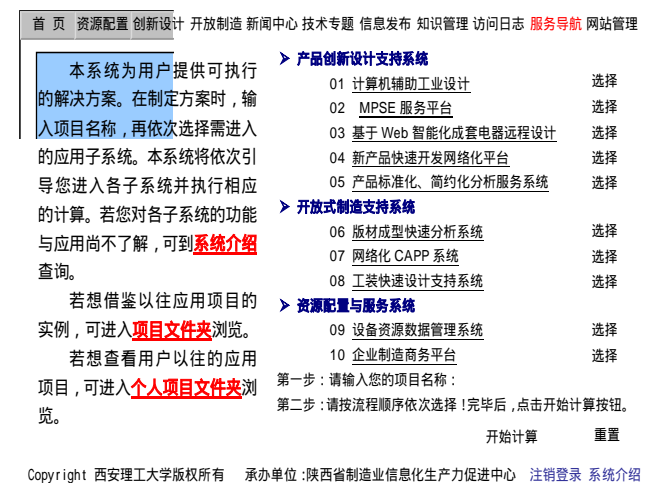 首 页 资源配置 创新设计 开放制造 新闻中心 技术专题 信息发布 知识管理 访问日志 服务导航 网站管理
本系统为用户提供可执行
的解决方案。在制定方案时，输
入项目名称，再依次选择需进入
的应用子系统。本系统将依次引
导您进入各子系统并执行相应
的计算。若您对各子系统的功能
与应用尚不了解，可到系统介绍
查询。
若想借鉴以往应用项目的
实例，可进入项目文件夹浏览。
若想查看用户以往的应用
项目，可进入个人项目文件夹浏
览。
产品创新设计支持系统
01 计算机辅助工业设计 选择
02 MPSE 服务平台 选择
03 基于 Web 智能化成套电器远程设计 选择
04 新产品快速开发网络化平台 选择
05 产品标准化、简约化分析服务系统 选择
开放式制造支持系统
06 版材成型快速分析系统 选择
07 网络化 CAPP 系统 选择
08 工装快速设计支持系统 选择
资源配置与服务系统
09 设备资源数据管理系统 选择
10 企业制造商务平台 选择
第一步：请输入您的项目名称：
第二步：请按流程顺序依次选择！完毕后，点击开始计算按钮。
开始计算 重置
Copyright 西安理工大学版权所有 承办单位：陕西省制造业信息化生产力促进中心 注销登录 系统介绍